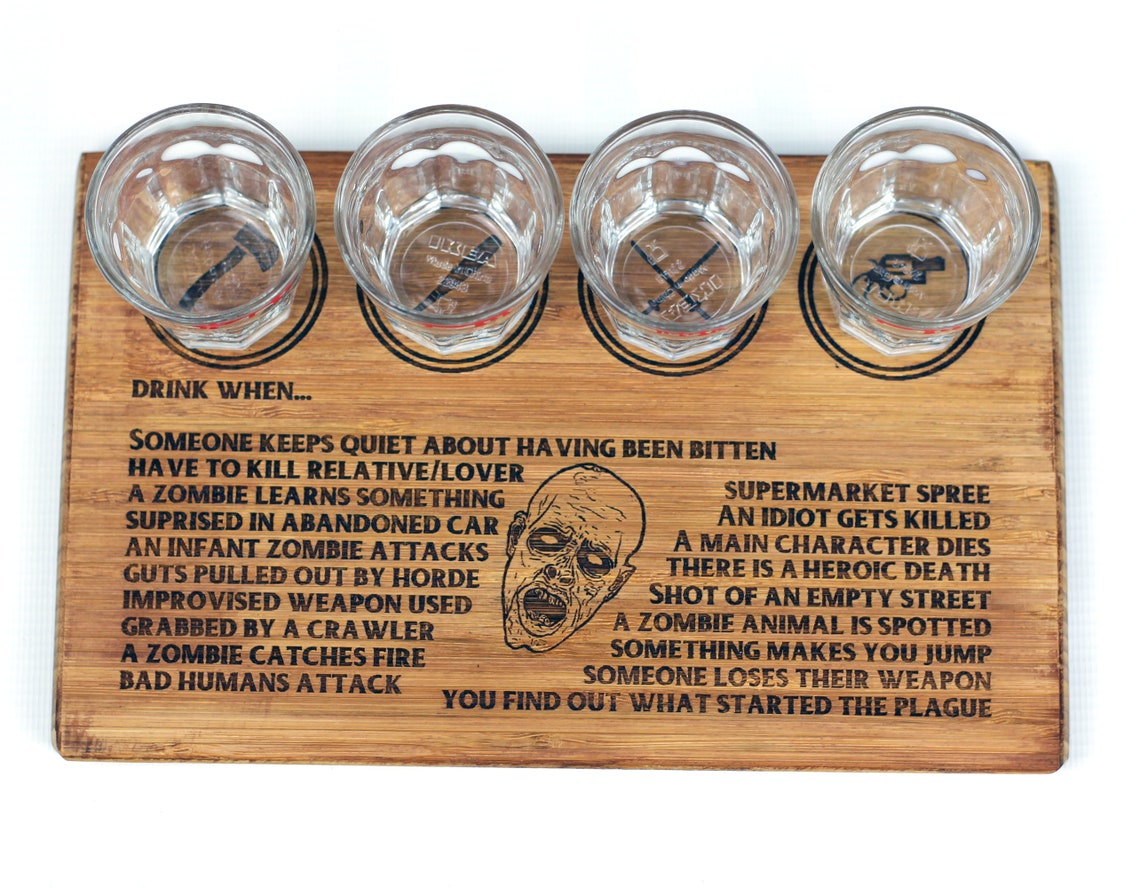 DRINK WHEN...
SOMEONE KEEPS QUIET ABOUT HAVING BEEN BITTEN
HAVE TO KILL RELATIVE/LOVER
A ZOMBIE LEARNS SOMETHING
SUPRISED IN ABANDONED CAR
AN INFANT ZOMBIE ATTACKS
GUTS PULLED OUT BY HORDE
IMPROVISED WEAPON USED
GRABBED BY A CRAWLER
A ZOMBIE CATCHES FIRE
BAD HUMANS ATTACK
SUPERMARKET SPREE
AN IDIOT GETS KILLED
A MAIN CHARACTER DIES
THERE IS A HEROIC DEATH
SHOT OF AN EMPTY STREET
A ZOMBIE ANIMAL IS SPOTTED
SOMETHING MAKES YOU JUMP
SOMEONE LOSES THEIR WEAPON
YOU FIND OUT WHAT STARTED THE PLAGUE